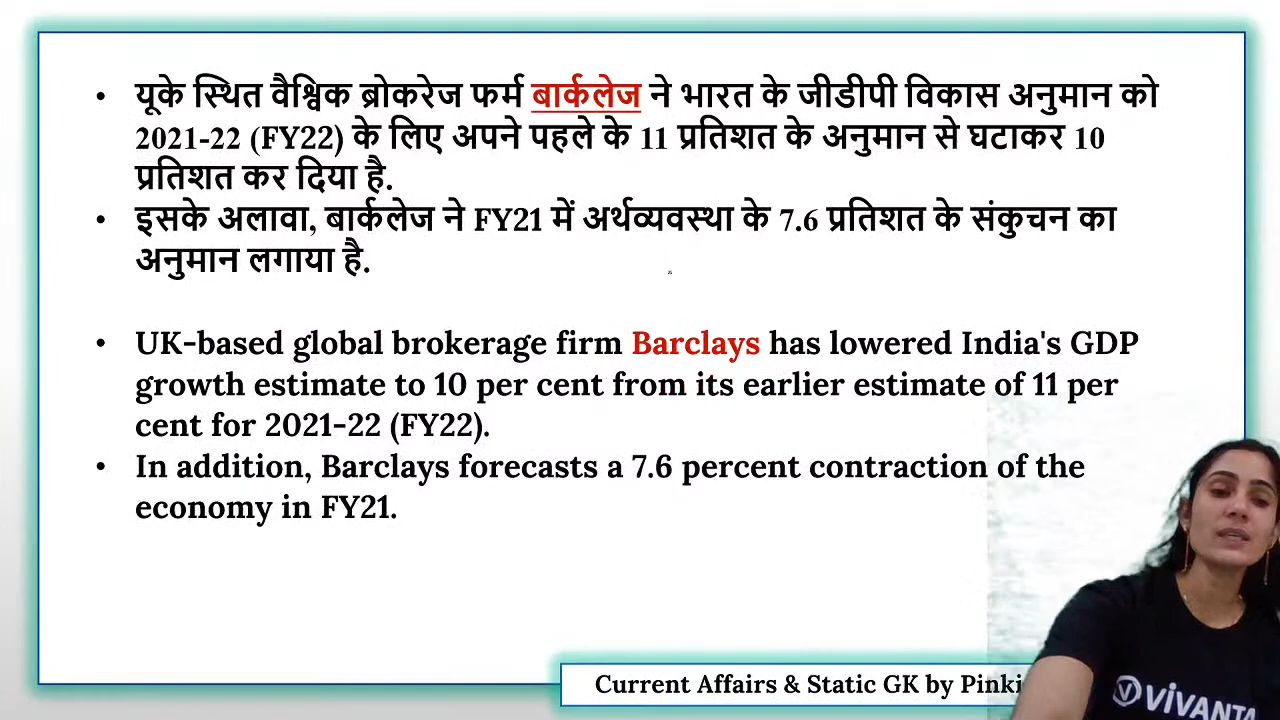 • यूके स्थित वैश्विक ब्रोकरेज फर्म बार्कलेज ने भारत के जीडीपी विकास अनुमान को
2021-22 (FY22) के लिए अपने पहले के 11 प्रतिशत के अनुमान से घटाकर 10
प्रतिशत कर दिया है.
• इसके अलावा, बार्कलेज ने FY21 में अर्थव्यवस्था के 7.6 प्रतिशत के संकुचन का
अनुमान लगाया है.
• UK-based global brokerage firm Barclays has lowered India's GDP
growth estimate to 10 per cent from its earlier estimate of 11 per
cent for 2021-22 (FY22).
• In addition, Barclays forecasts a 7.6 percent contraction of the
economy in FY21.
Current Affairs & Static GK by Pinki
VIVANTA